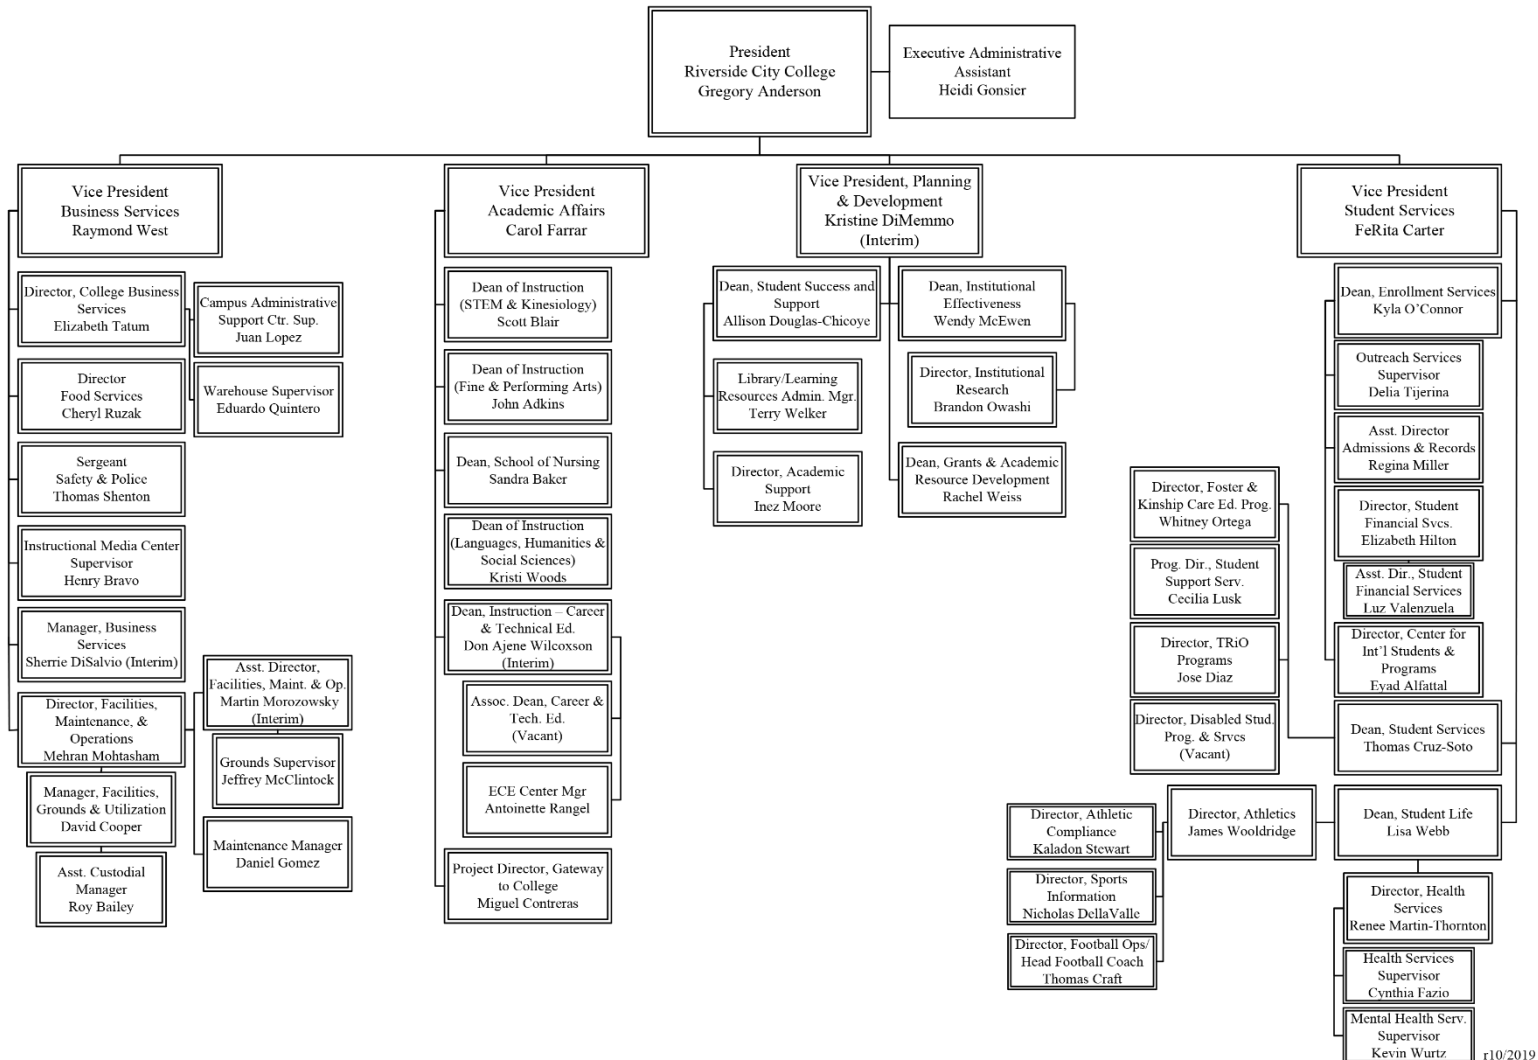 President
Riverside City College
Gregory Anderson
Executive Administrative
Assistant
Heidi Gonsier
Vice President
Business Services
Raymond West
Director, College Business
Services
Elizabeth Tatum
Campus Administrative
Support Ctr. Sup.
Juan Lopez
Director
Food Services
Cheryl Ruzak
Warehouse Supervisor
Eduardo Quintero
Sergeant
Safety & Police
Thomas Shenton
Instructional Media Center
Supervisor
Henry Bravo
Manager, Business
Services
Sherrie DiSalvio (Interim)
Director, Facilities,
Maintenance, &
Operations
Mehran Mohtasham
Asst. Director,
Facilities, Maint. & Op.
Martin Morozowsky
(Interim)
Grounds Supervisor
Jeffrey McClintock
Manager, Facilities,
Grounds & Utilization
David Cooper
Maintenance Manager
Daniel Gomez
Asst. Custodial
Manager
Roy Bailey
Vice President
Academic Affairs
Carol Farrar
Dean of Instruction
(STEM & Kinesiology)
Scott Blair
Dean of Instruction
(Fine & Performing Arts)
John Adkins
Dean, School of Nursing
Sandra Baker
Dean of Instruction
(Languages, Humanities &
Social Sciences)
Kristi Woods
Dean, Instruction – Career
& Technical Ed.
Don Ajene Wilcoxson
(Interim)
Assoc. Dean, Career &
Tech. Ed.
(Vacant)
ECE Center Mgr
Antoinette Rangel
Project Director, Gateway
to College
Miguel Contreras
Vice President, Planning
& Development
Kristine DiMemmo
(Interim)
Dean, Student Success and
Support
Allison Douglas-Chicoye
Library/Learning
Resources Admin. Mgr.
Terry Welker
Director, Academic
Support
Inez Moore
Dean, Institutional
Effectiveness
Wendy McEwen
Director, Institutional
Research
Brandon Owashi
Dean, Grants & Academic
Resource Development
Rachel Weiss
Vice President
Student Services
FeRita Carter
Dean, Enrollment Services
Kyla O’Connor
Outreach Services
Supervisor
Delia Tijerina
Asst. Director
Admissions & Records
Regina Miller
Director, Student
Financial Svcs.
Elizabeth Hilton
Asst. Dir., Student
Financial Services
Luz Valenzuela
Director, Center for
Int’l Students &
Programs
Eyad Alfattal
Dean, Student Services
Thomas Cruz-Soto
Director, Foster &
Kinship Care Ed. Prog.
Whitney Ortega
Prog. Dir., Student
Support Serv.
Cecilia Lusk
Director, TRiO
Programs
Jose Diaz
Director, Disabled Stud.
Prog. & Srvcs
(Vacant)
Dean, Student Life
Lisa Webb
Director, Athletics
James Wooldridge
Director, Athletic
Compliance
Kaladon Stewart
Director, Sports
Information
Nicholas DellaValle
Director, Football Ops/
Head Football Coach
Thomas Craft
Director, Health
Services
Renee Martin-Thornton
Health Services
Supervisor
Cynthia Fazio
Mental Health Serv.
Supervisor
Kevin Wurtz
r10/2019